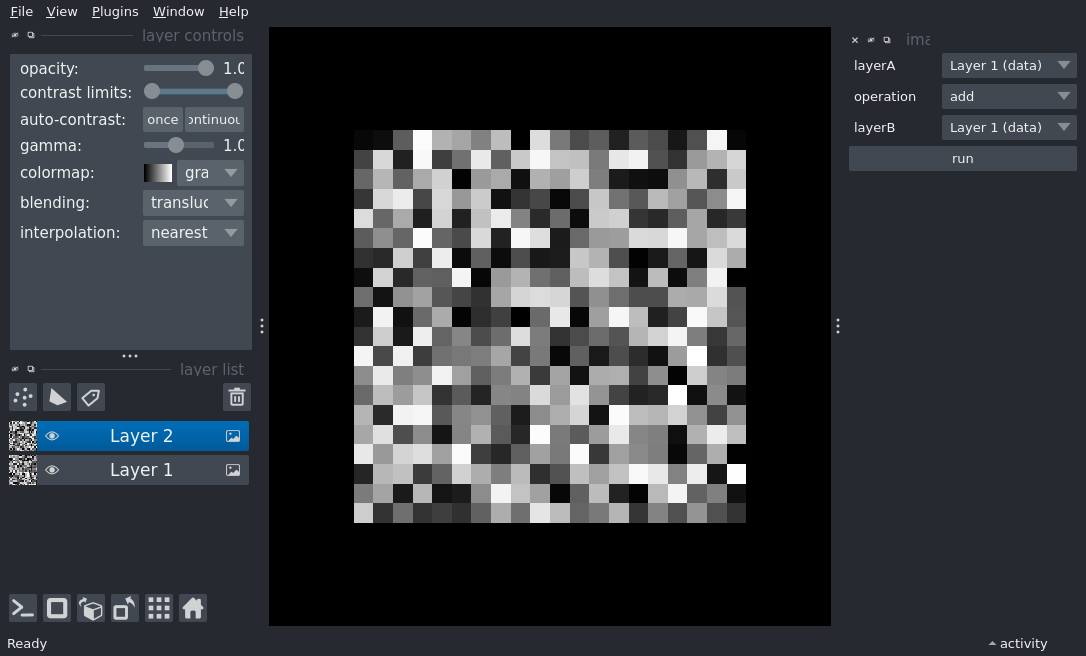 File View Plugins Window Help
layer controls
opacity: 1.0
contrast limits:
auto-contrast: once
gamma: 1.0
colormap: gra
blending: transluc
interpolation: nearest
layer list
Layer 2
Layer 1
ima
layerA Layer 1 (data)
operation add
layerB Layer 1 (data)
run
Ready
activity